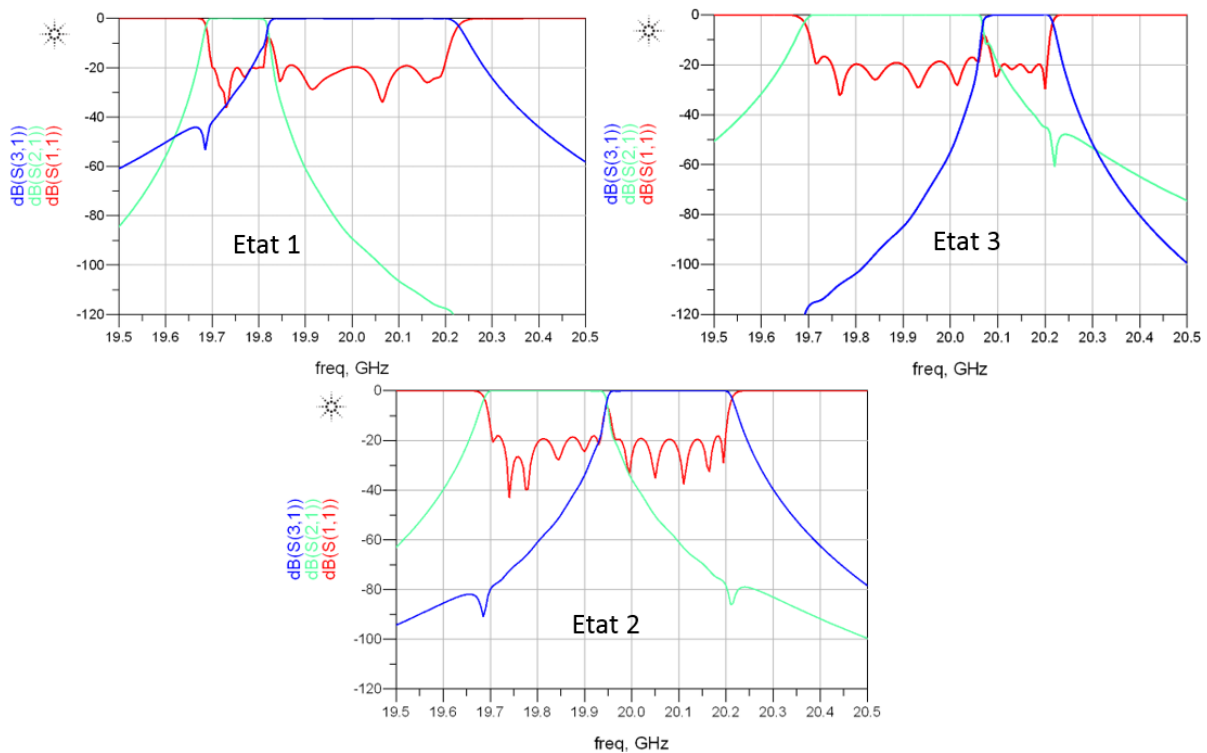 dB(S(3,1))
dB(S(2,1))
dB(S(1,1))
0
-20
-40
-60
-80
-100
-120
Etat 1
19.5 19.6 19.7 19.8 19.9 20.0 20.1 20.2 20.3 20.4 20.5
freq, GHz
dB(S(3,1))
dB(S(2,1))
dB(S(1,1))
0
-20
-40
-60
-80
-100
-120
Etat 3
19.5 19.6 19.7 19.8 19.9 20.0 20.1 20.2 20.3 20.4 20.5
freq, GHz
dB(S(3,1))
dB(S(2,1))
dB(S(1,1))
0
-20
-40
-60
-80
-100
-120
Etat 2
19.5 19.6 19.7 19.8 19.9 20.0 20.1 20.2 20.3 20.4 20.5
freq, GHz